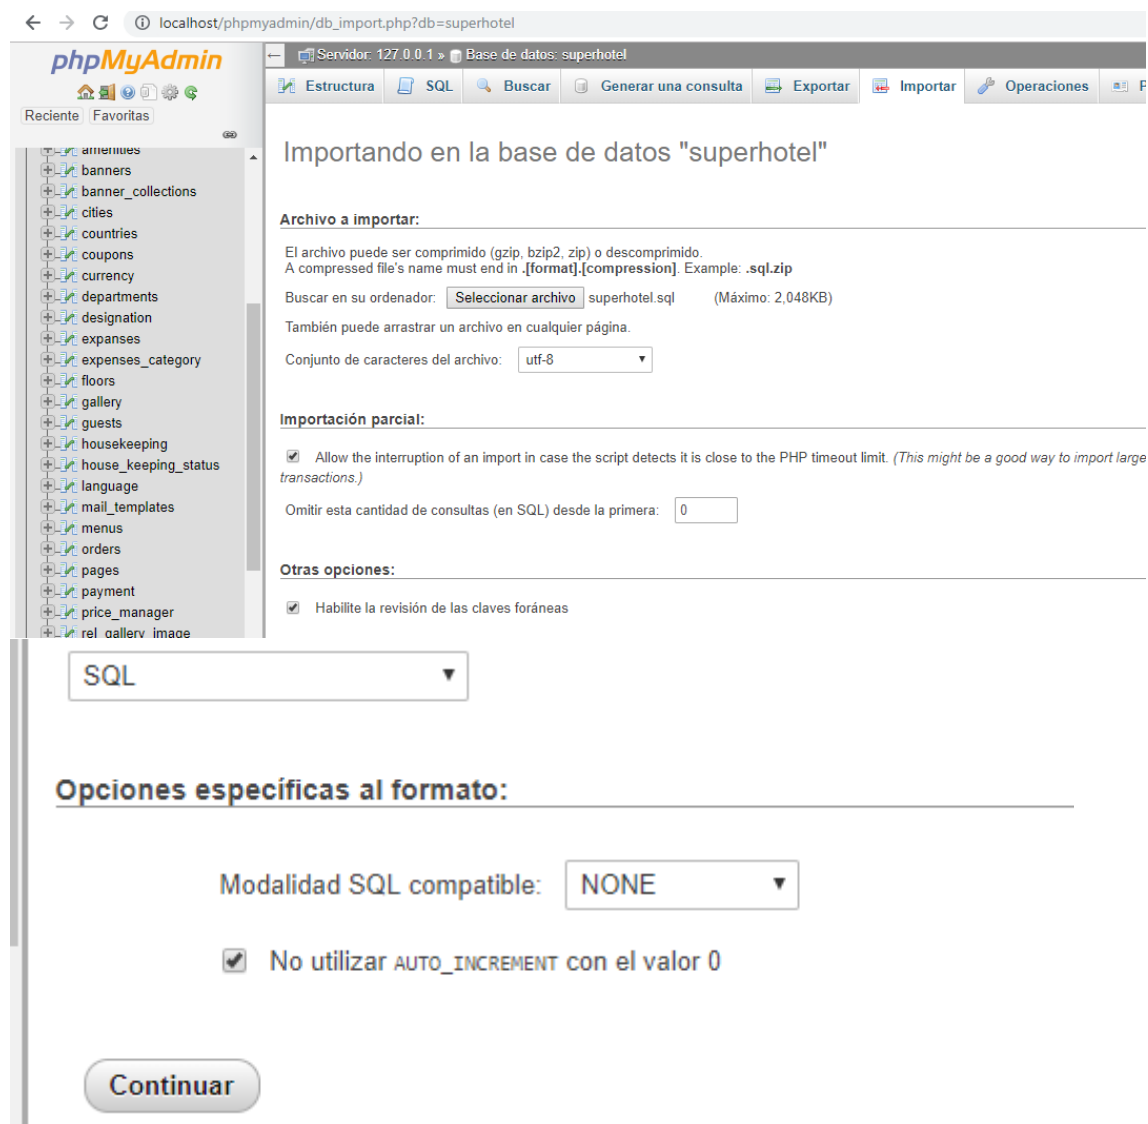 localhost/phpmyadmin/db_import.php?db=superhotel
phpMyAdmin
Reciente Favoritas
amenities
banners
banner_collections
cities
countries
coupons
currency
departments
designation
expanses
expenses_category
floors
gallery
guests
housekeeping
house_keeping_status
language
mail_templates
menus
orders
pages
payment
price_manager
rel_gallery_image
Servidor: 127.0.0.1 » Base de datos: superhotel
Estructura SQL Buscar Generar una consulta Exportar Importar Operaciones P
Importando en la base de datos "superhotel"
Archivo a importar:
El archivo puede ser comprimido (gzip, bzip2, zip) o descomprimido.
A compressed file's name must end in .[format].[compression]. Example: .sql.zip
Buscar en su ordenador: Seleccionar archivo superhotel.sql (Máximo: 2,048KB)
También puede arrastrar un archivo en cualquier página.
Conjunto de caracteres del archivo: utf-8
Importación parcial:
Allow the interruption of an import in case the script detects it is close to the PHP timeout limit. (This might be a good way to import large
transactions.)
Omitir esta cantidad de consultas (en SQL) desde la primera: 0
Otras opciones:
Habilite la revisión de las claves foráneas
SQL
Opciones específicas al formato:
Modalidad SQL compatible: NONE
No utilizar AUTO_INCREMENT con el valor 0
Continuar